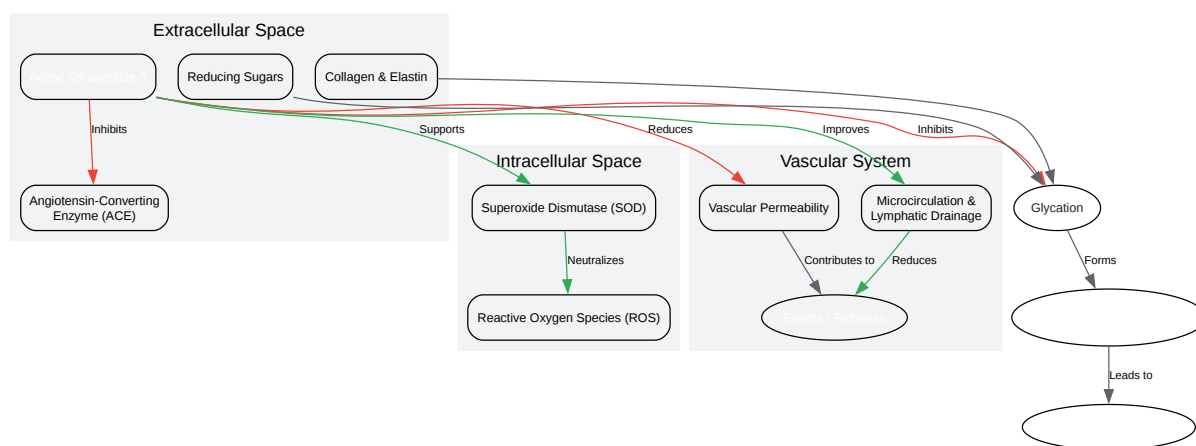 Extracellular Space
Acetyl Tetrapeptide-5
Reducing Sugars
Collagen & Elastin
Inhibits
Supports
Reduces
Improves
Inhibits
Intracellular Space
Vascular System
Angiotensin-Converting
Enzyme (ACE)
Superoxide Dismutase (SOD)
Vascular Permeability
Microcirculation &
Lymphatic Drainage
Glycation
Neutralizes
Contributes to
Reduces
Forms
Reactive Oxygen Species (ROS)
Edema / Puffiness
Leads to